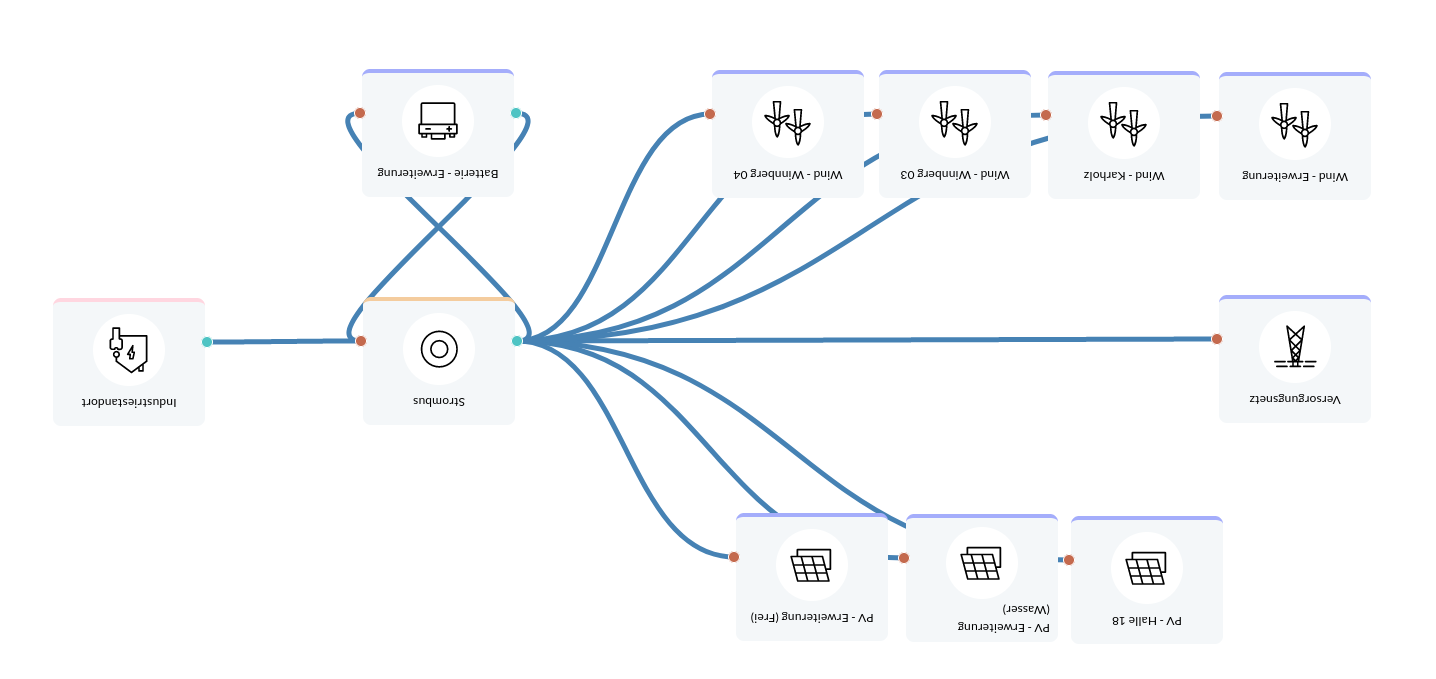 Batterie - Erweiterung
Wind - Winnberg 04
Wind - Winnberg 03
Wind - Karholz
Wind - Erweiterung
Industriestandort
Strombus
Versorgungsnetz
PV - Erweiterung (Frei)
PV - Erweiterung
(Wasser)
PV - Halle 18